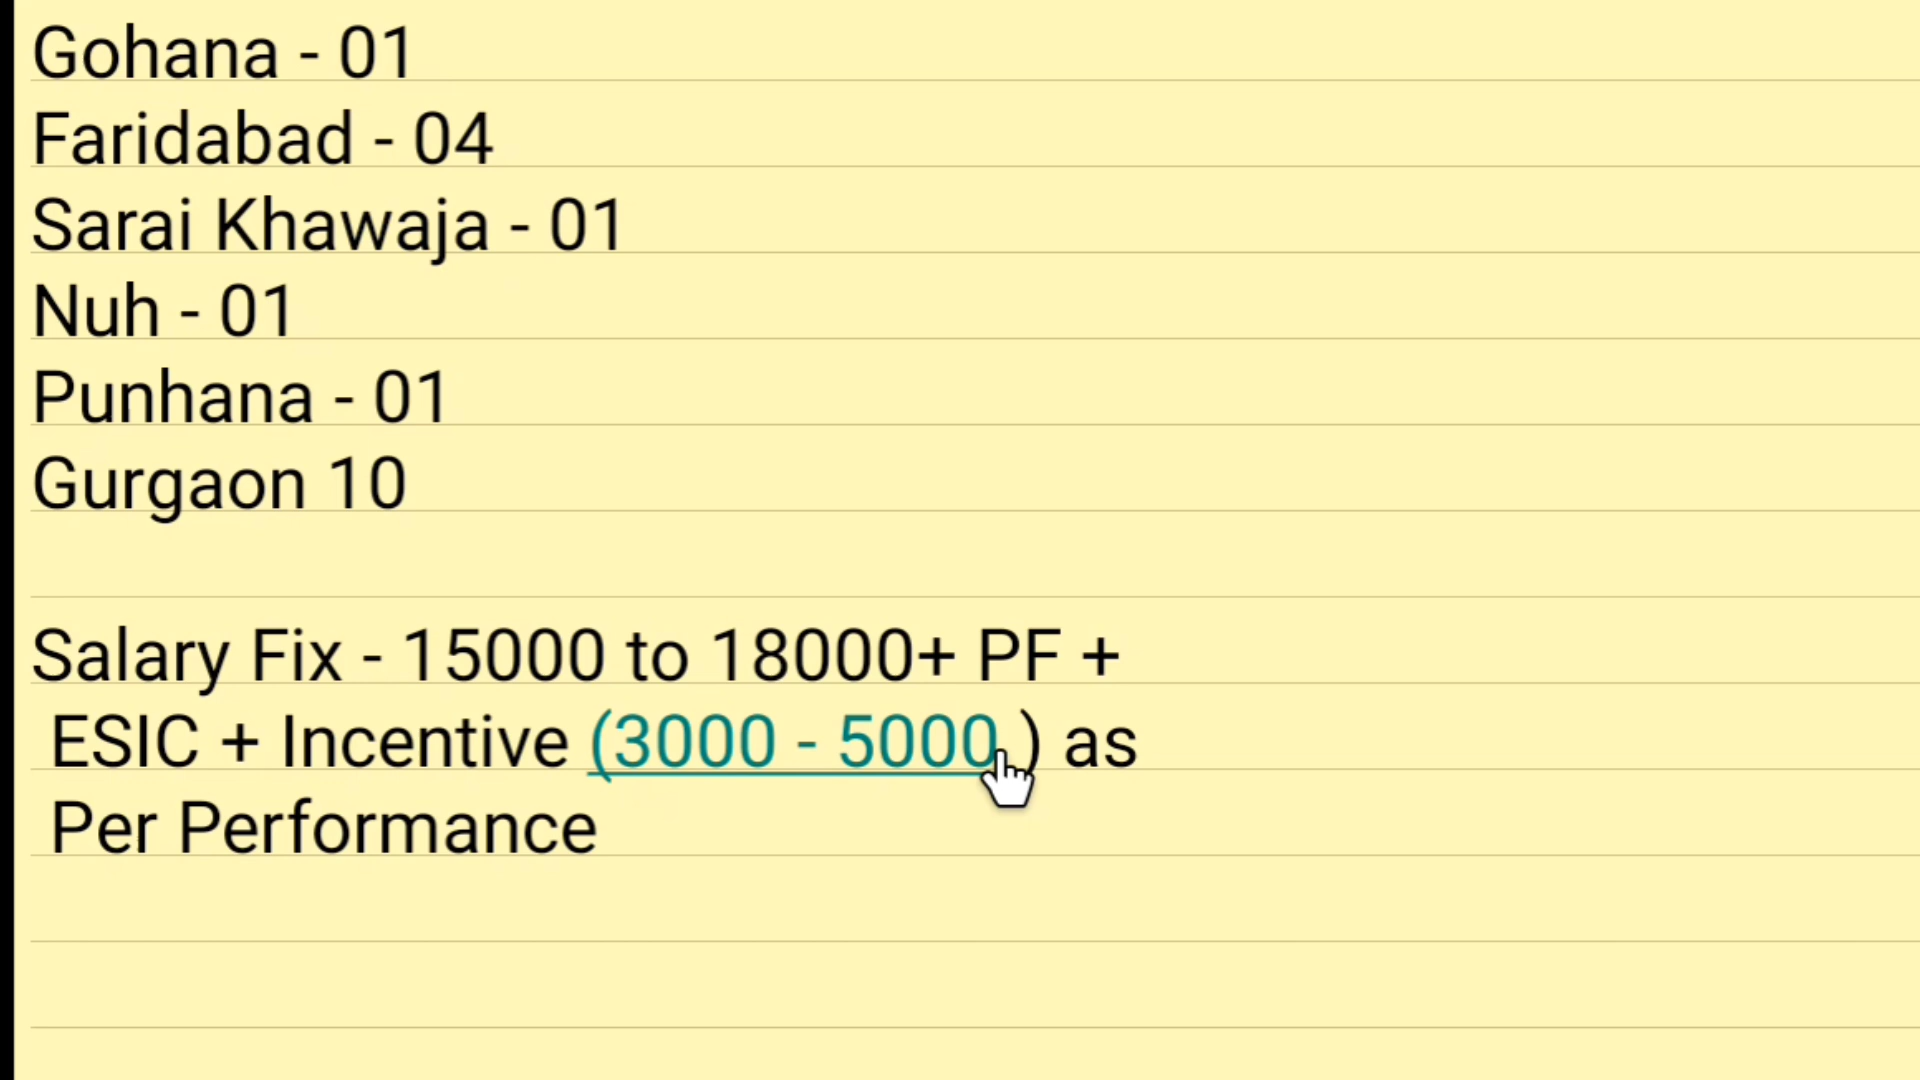 Gohana - 01
Faridabad - 04
Sarai Khawaja - 01
Nuh - 01
Punhana - 01
Gurgaon 10
Salary Fix - 15000 to 18000+ PF +
ESIC + Incentive (3000 - 5000 ) as
Per Performance